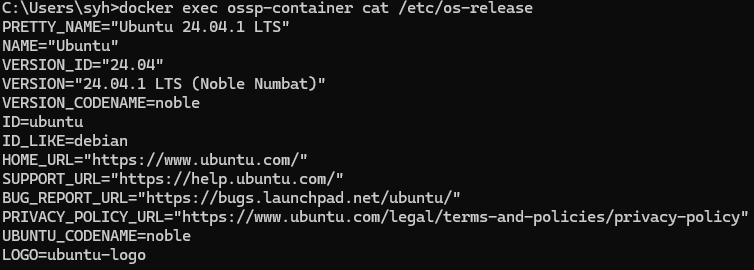 C:\Users\syh>docker exec ossp-container cat /etc/os-release
PRETTY_NAME="Ubuntu 24.04.1 LTS"
NAME="Ubuntu"
VERSION_ID="24.04"
VERSION="24.04.1 LTS (Noble Numbat)"
VERSION_CODENAME=noble
ID=ubuntu
ID_LIKE=debian
HOME_URL="https://www.ubuntu.com/"
SUPPORT_URL="https://help.ubuntu.com/"
BUG_REPORT_URL="https://bugs.launchpad.net/ubuntu/"
PRIVACY_POLICY_URL="https://www.ubuntu.com/legal/terms-and-policies/privacy-policy"
UBUNTU_CODENAME=noble
LOGO=ubuntu-logo